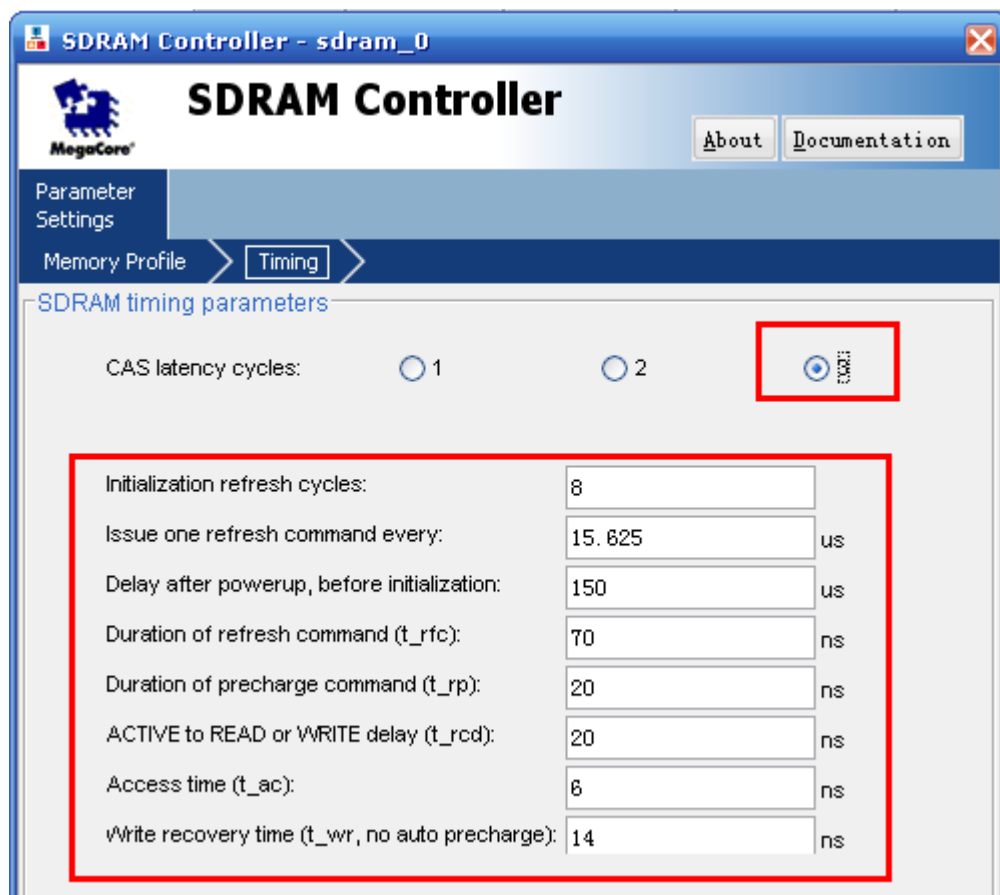 SDRAM Controller - sdram_0
MegaCore®
SDRAM Controller
About Documentation
Parameter
Settings
Memory Profile Timing
SDRAM timing parameters
CAS latency cycles: 1 2 3
Initialization refresh cycles: 8
Issue one refresh command every: 15.625 us
Delay after powerup, before initialization: 150 us
Duration of refresh command (t_rfc): 70 ns
Duration of precharge command (t_rp): 20 ns
ACTIVE to READ or WRITE delay (t_rcd): 20 ns
Access time (t_ac): 6 ns
Write recovery time (t_wr, no auto precharge): 14 ns